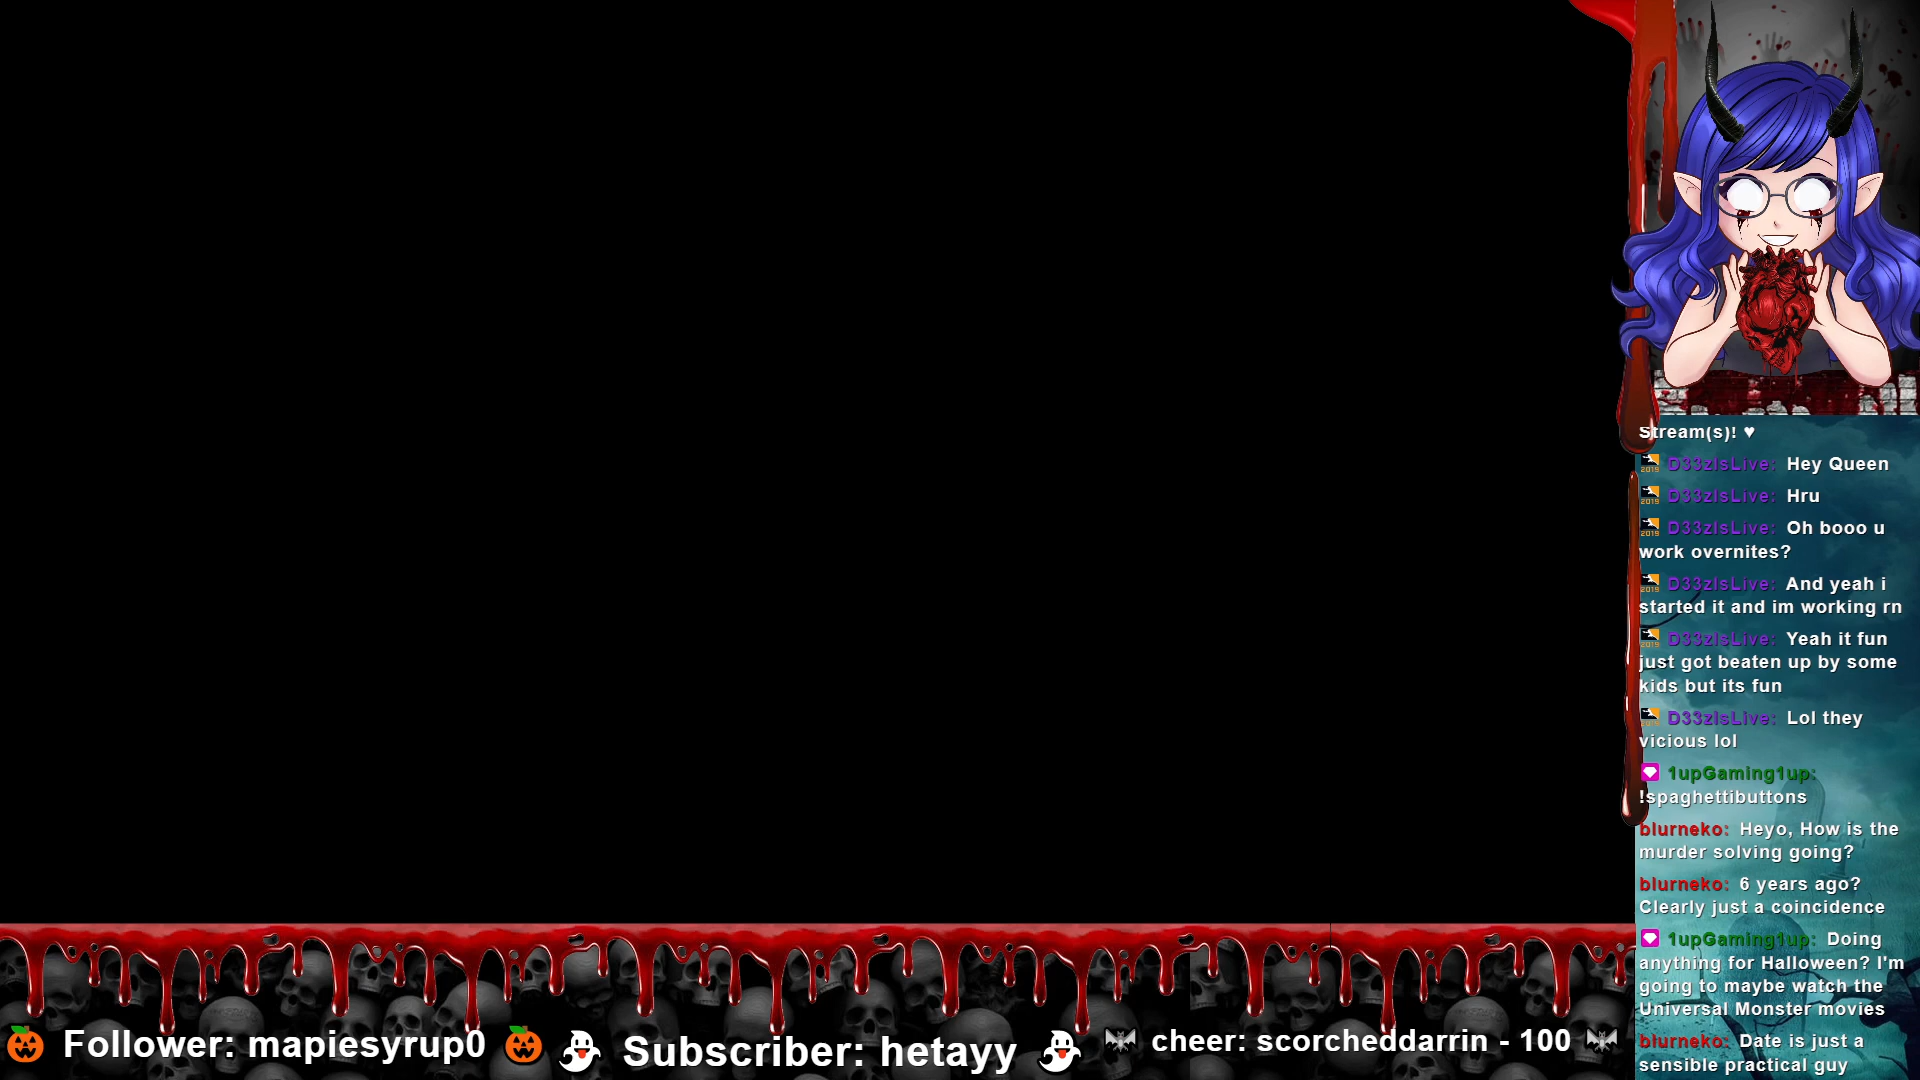 Stream(s)! ♥
D33zIsLive: Hey Queen
D33zIsLive: Hru
D33zIsLive: Oh booo u
work overnites?
D33zIsLive: And yeah i
started it and im working rn
D33zIsLive: Yeah it fun
just got beaten up by some
kids but its fun
D33zIsLive: Lol they
vicious lol
1upGaming1up:
!spaghettibuttons
blurneko: Heyo, How is the
murder solving going?
blurneko: 6 years ago?
Clearly just a coincidence
1upGaming1up: Doing
anything for Halloween? I'm
going to maybe watch the
Universal Monster movies
blurneko: Date is just a
sensible practical guy
Follower: mapiesyrup0
Subscriber: hetayy
cheer: scorcheddarrin - 100